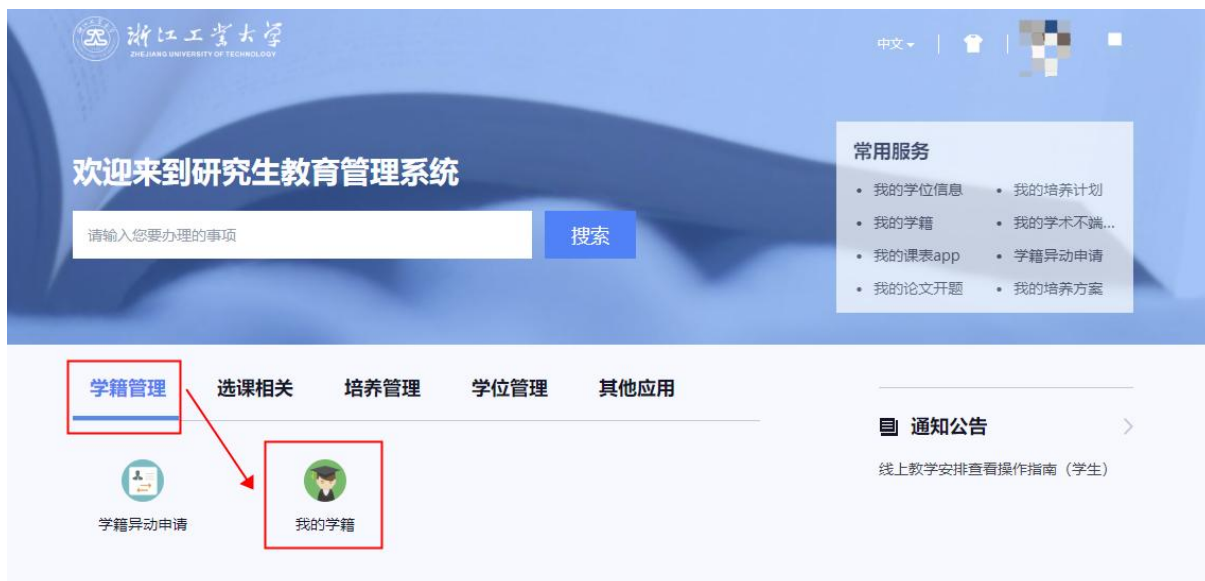 浙江工业大学
ZHEJIANG UNIVERSITY OF TECHNOLOGY
中文
欢迎来到研究生教育管理系统
请输入您要办理的事项
搜索
常用服务
我的学位信息
我的培养计划
我的学籍
我的学术不端...
我的课表app
学籍异动申请
我的论文开题
我的培养方案
学籍管理
选课相关
培养管理
学位管理
其他应用
学籍异动申请
我的学籍
通知公告
线上教学安排查看操作指南（学生）